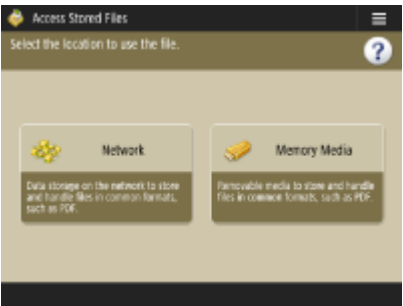 Access Stored Files
Select the location to use the file.
?
Network
Data storage on the network to store
and handle files in common formats,
such as PDF.
Memory Media
Removable media to store and handle
files in common formats, such as PDF.